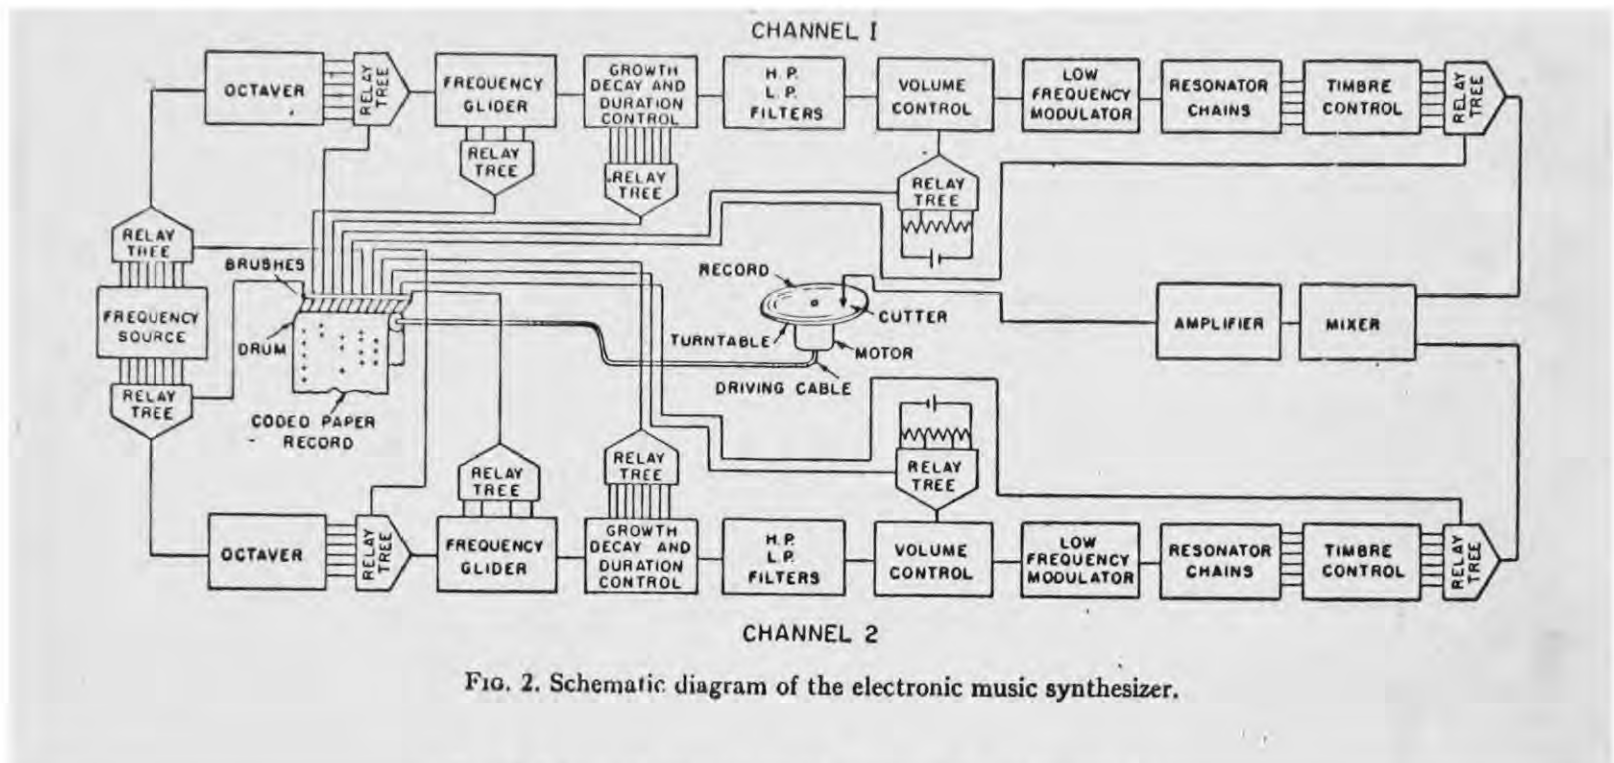 CHANNEL I
OCTAVER
RELAY
TREE
FREQUENCY
GLIDER
GROWTH
DECAY AND
DURATION
CONTROL
H. P.
L. P.
FILTERS
VOLUME
CONTROL
LOW
FREQUENCY
MODULATOR
RESONATOR
CHAINS
TIMBRE
CONTROL
RELAY
TREE
RELAY
TREE
RELAY
TREE
RELAY
TREE
RELAY
TREE
BRUSHES
FREQUENCY
SOURCE
DRUM
RELAY
TREE
CODED PAPER
RECORD
RECORD
CUTTER
TURNTABLE
MOTOR
DRIVING CABLE
AMPLIFIER
MIXER
RELAY
TREE
RELAY
TREE
RELAY
TREE
OCTAVER
RELAY
TREE
FREQUENCY
GLIDER
GROWTH
DECAY AND
DURATION
CONTROL
H. P.
L. P.
FILTERS
VOLUME
CONTROL
LOW
FREQUENCY
MODULATOR
RESONATOR
CHAINS
TIMBRE
CONTROL
RELAY
TREE
CHANNEL 2
FIG. 2. Schematic diagram of the electronic music synthesizer.